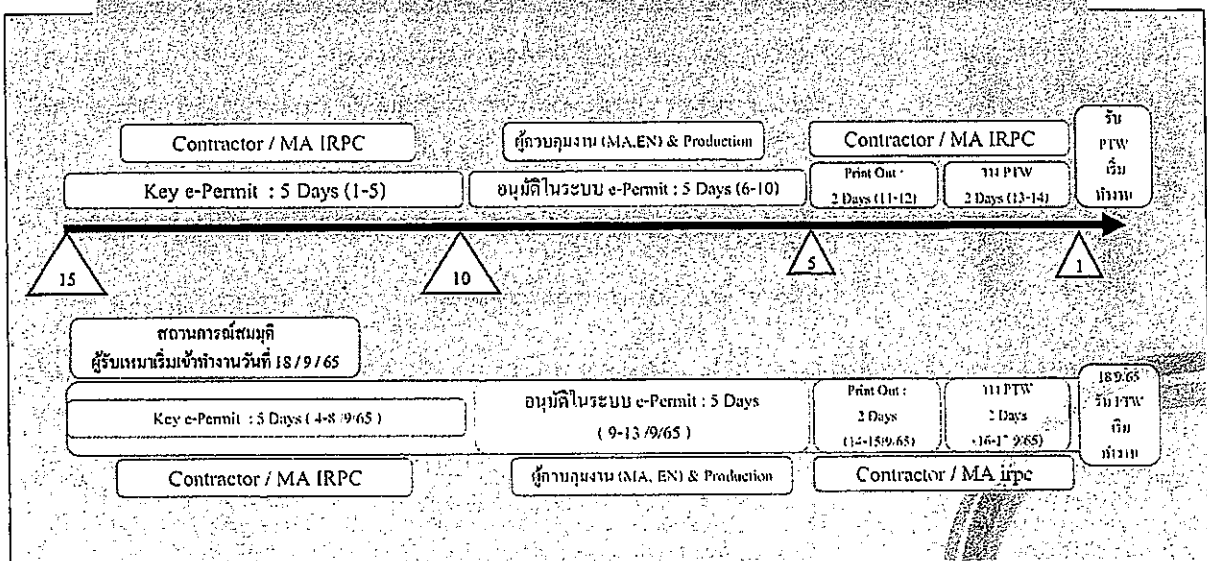 Contractor / MA IRPC
ผู้ควบคุมงาน (MA,EN) & Production
Contractor / MA IRPC
รับ
PTW
เริ่ม
ทำงาน
Key e-Permit : 5 Days (1-5)
อนุมัติในระบบ e-Permit : 5 Days (6-10)
Print Out :
2 Days (11-12)
วาง PTW
2 Days (13-14)
15
10
5
1
สถานการณ์สมมุติ
ผู้รับเหมาเริ่มเข้าทำงานวันที่ 18/9/65
Key e-Permit : 5 Days ( 4-8 /9/65 )
อนุมัติในระบบ e-Permit : 5 Days
( 9-13 /9/65 )
Print Out :
2 Days
(14-15/9/65)
วาง PTW
2 Days
18/9/65
รับ PTW
เริ่ม
ทำงาน
Contractor / MA IRPC
ผู้ควบคุมงาน (MA, EN) & Production
Contractor / MA irpc